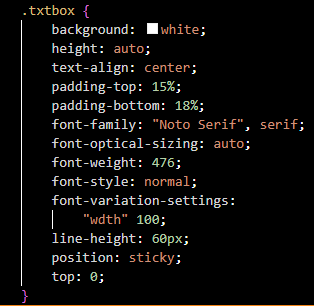 .txtbox {
background: white;
height: auto;
text-align: center;
padding-top: 15%;
padding-bottom: 18%;
font-family: "Noto Serif", serif;
font-optical-sizing: auto;
font-weight: 476;
font-style: normal;
font-variation-settings:
"wdth" 100;
line-height: 60px;
position: sticky;
top: 0;
}